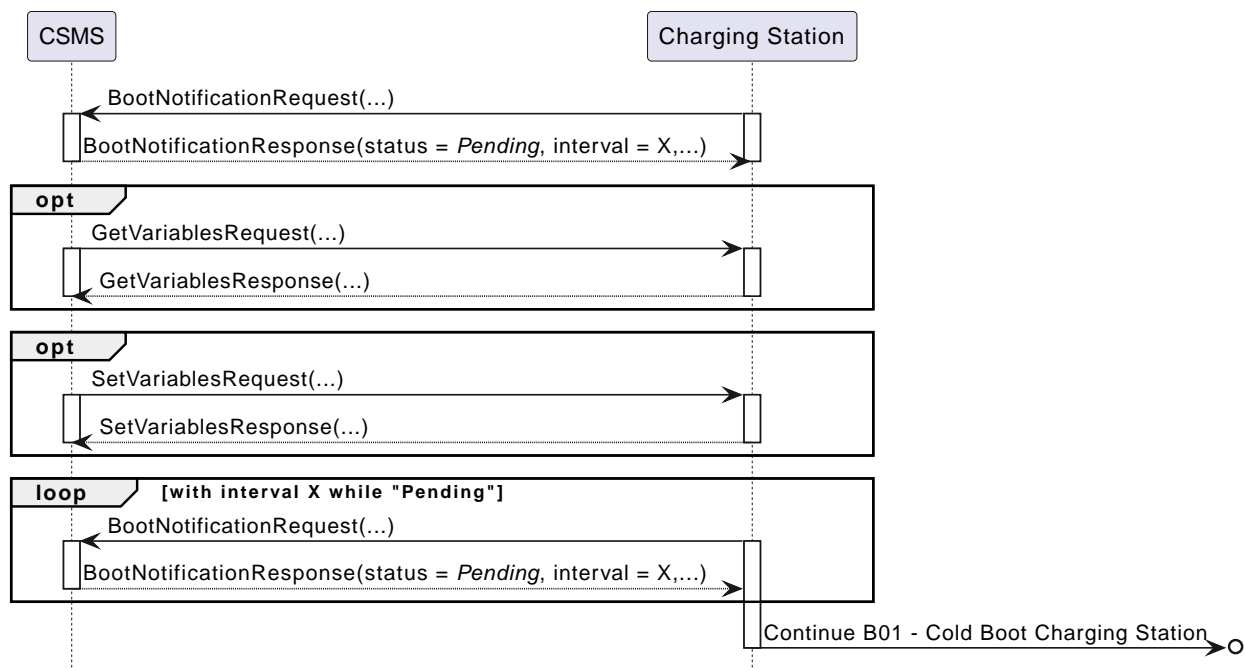 CSMS
Charging Station
BootNotificationRequest(...)
BootNotificationResponse(status = Pending, interval = X,...)
opt
GetVariablesRequest(...)
GetVariablesResponse(...)
opt
SetVariablesRequest(...)
SetVariablesResponse(...)
loop [with interval X while "Pending"]
BootNotificationRequest(...)
BootNotificationResponse(status = Pending, interval = X,...)
Continue B01 - Cold Boot Charging Station